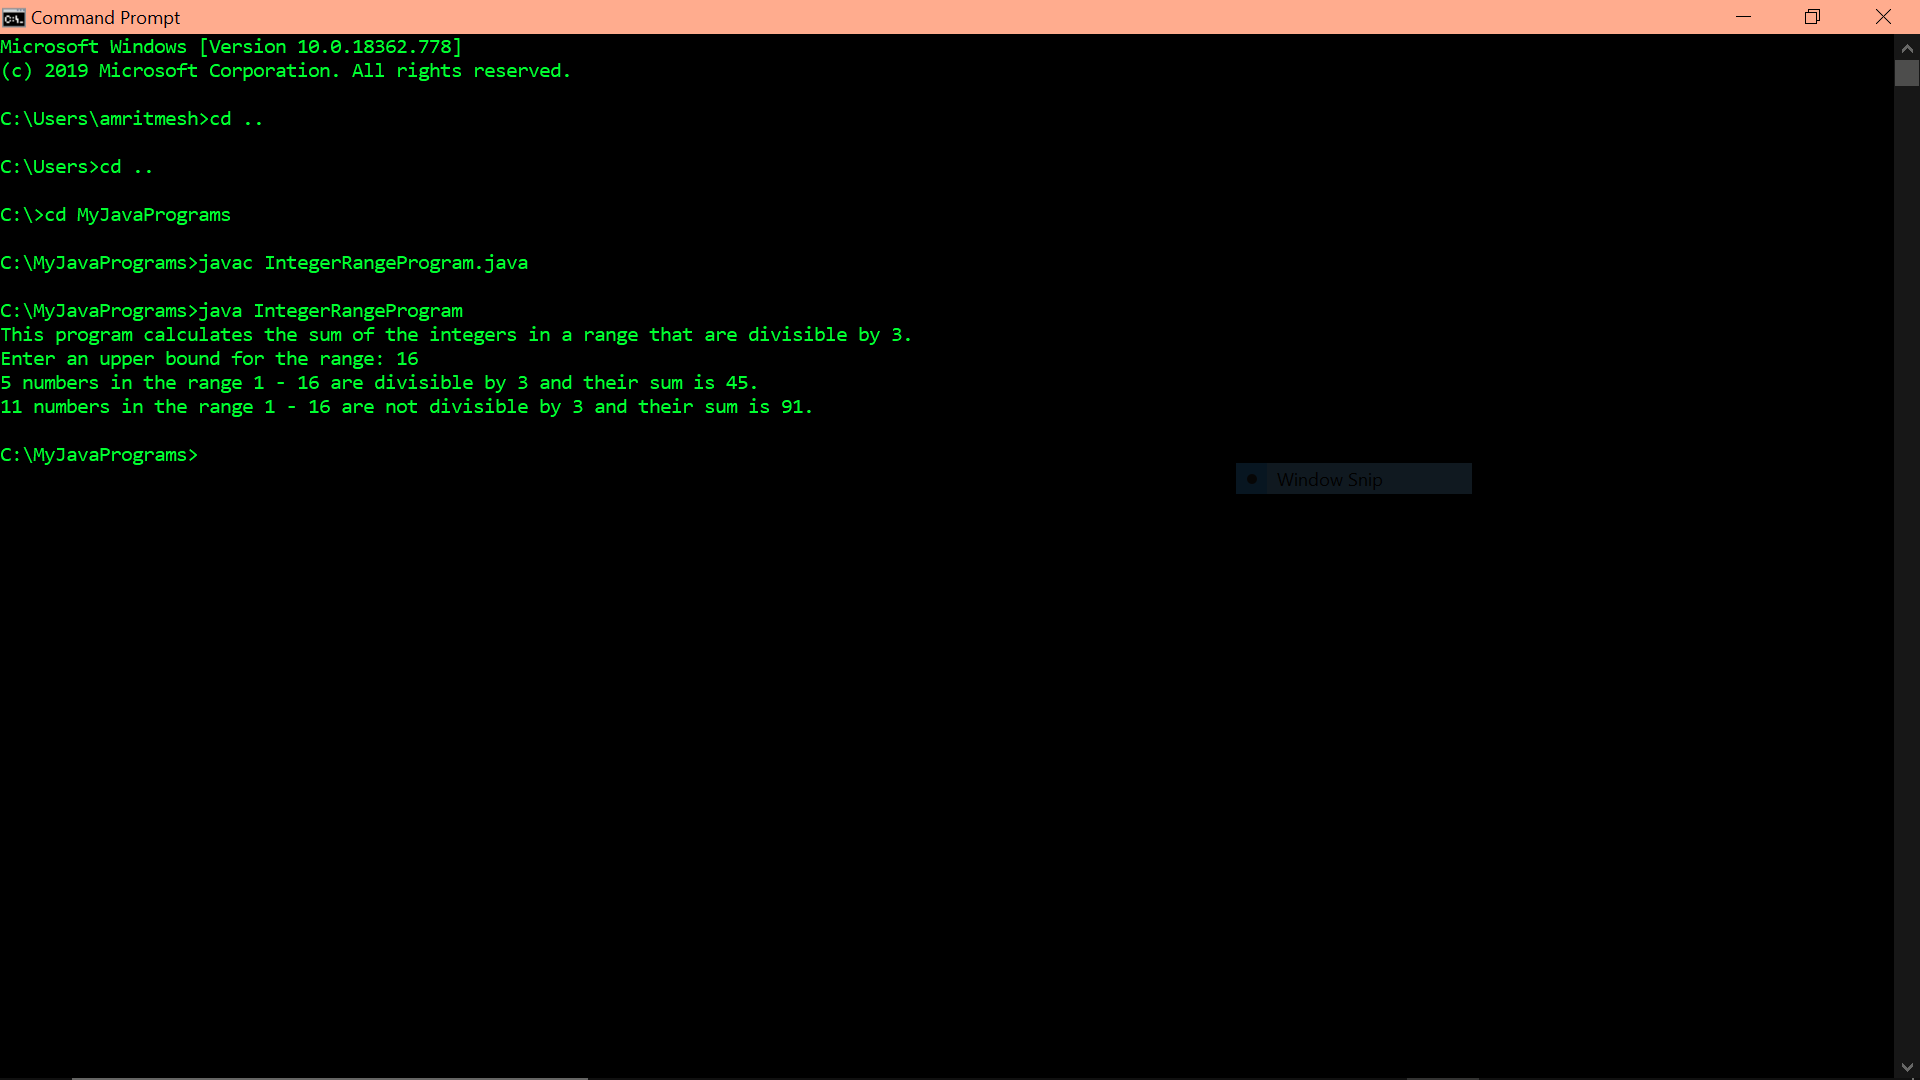 Command Prompt
Microsoft Windows [Version 10.0.18362.778]
(c) 2019 Microsoft Corporation. All rights reserved.
C:\Users\amritmesh>cd ..
C:\Users>cd ..
C:\>cd MyJavaPrograms
C:\MyJavaPrograms>javac IntegerRangeProgram.java
C:\MyJavaPrograms>java IntegerRangeProgram
This program calculates the sum of the integers in a range that are divisible by 3.
Enter an upper bound for the range: 16
5 numbers in the range 1 - 16 are divisible by 3 and their sum is 45.
11 numbers in the range 1 - 16 are not divisible by 3 and their sum is 91.
C:\MyJavaPrograms>
Window Snip